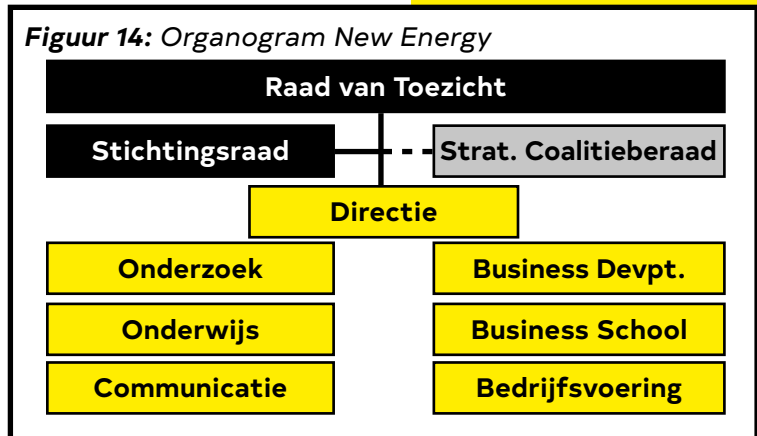 Figuur 14: Organogram New Energy
Raad van Toezicht
Stichtingsraad
Strat. Coalitieberaad
Directie
Onderzoek
Business Devpt.
Onderwijs
Business School
Communicatie
Bedrijfsvoering